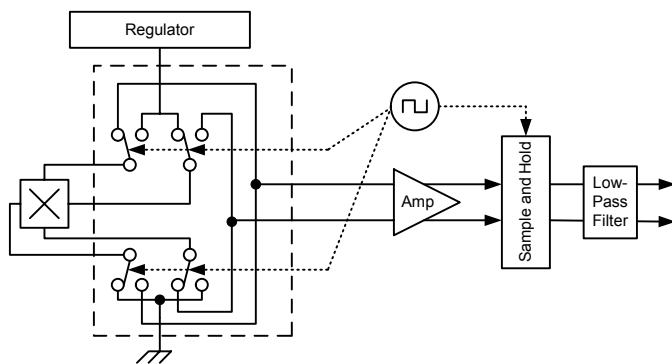 Regulator
Amp
Sample and Hold
Low-
Pass
Filter